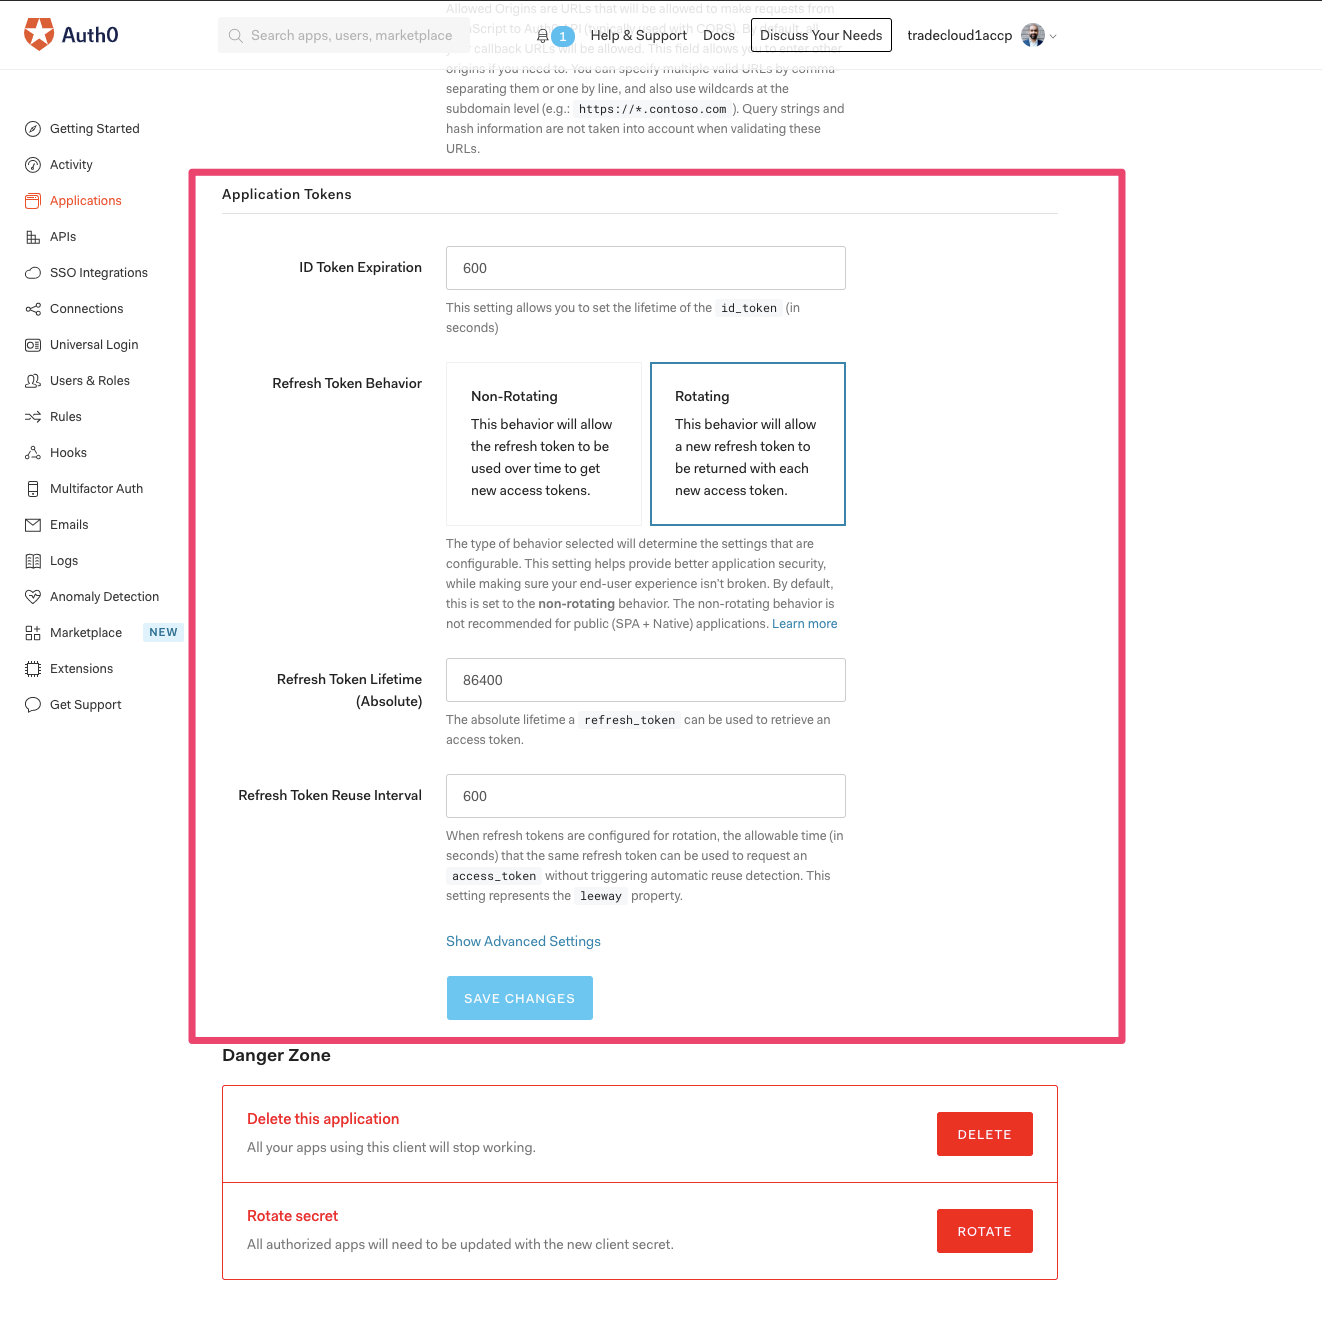 Allowed Origins are URLs that will be allowed to make requests from
Auth0
Search apps, users, marketplace
1
Help & Support
Docs
Discuss Your Needs
tradecloud1accp
JavaScript to Auth0 API (typically used with CORS). By default, all
your callback URLs will be allowed. This field allows you to enter other
origins if you need to. You can specify multiple valid URLs by comma-
separating them or one by line, and also use wildcards at the
subdomain level (e.g.: https://*.contoso.com ). Query strings and
hash information are not taken into account when validating these
URLs.
Getting Started
Activity
Applications
APIs
SSO Integrations
Connections
Universal Login
Users & Roles
Rules
Hooks
Multifactor Auth
Emails
Logs
Anomaly Detection
Marketplace NEW
Extensions
Get Support
Application Tokens
ID Token Expiration
600
This setting allows you to set the lifetime of the id_token (in
seconds)
Refresh Token Behavior
Non-Rotating
This behavior will allow
the refresh token to be
used over time to get
new access tokens.
Rotating
This behavior will allow
a new refresh token to
be returned with each
new access token.
The type of behavior selected will determine the settings that are
configurable. This setting helps provide better application security,
while making sure your end-user experience isn't broken. By default,
this is set to the non-rotating behavior. The non-rotating behavior is
not recommended for public (SPA + Native) applications. Learn more
Refresh Token Lifetime
(Absolute)
86400
The absolute lifetime a refresh_token can be used to retrieve an
access token.
Refresh Token Reuse Interval
600
When refresh tokens are configured for rotation, the allowable time (in
seconds) that the same refresh token can be used to request an
access_token without triggering automatic reuse detection. This
setting represents the leeway property.
Show Advanced Settings
SAVE CHANGES
Danger Zone
Delete this application
All your apps using this client will stop working.
DELETE
Rotate secret
All authorized apps will need to be updated with the new client secret.
ROTATE